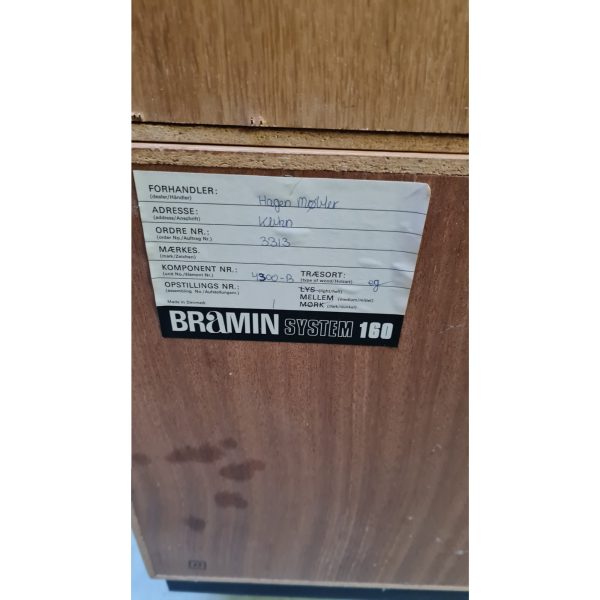 FORHANDLER: Hagen Møbler
(dealer/Händler)
ADRESSE:
(address/Anschrift)
ORDRE NR.: 3313
(order No./Auftrag Nr.)
MÆRKES.
(mark/Zeichen)
KOMPONENT NR.: 4300-B TRÆSORT: eg
(unit No./Element Nr.) (type of wood/Holzart)
OPSTILLINGS NR.: LYS (light/hell)
(assembling No./Aufstellungsnr.) MELLEM (medium/mittel)
Made in Denmark 1 MØRK (dark/dunkel)
BRAMIN SYSTEM 160